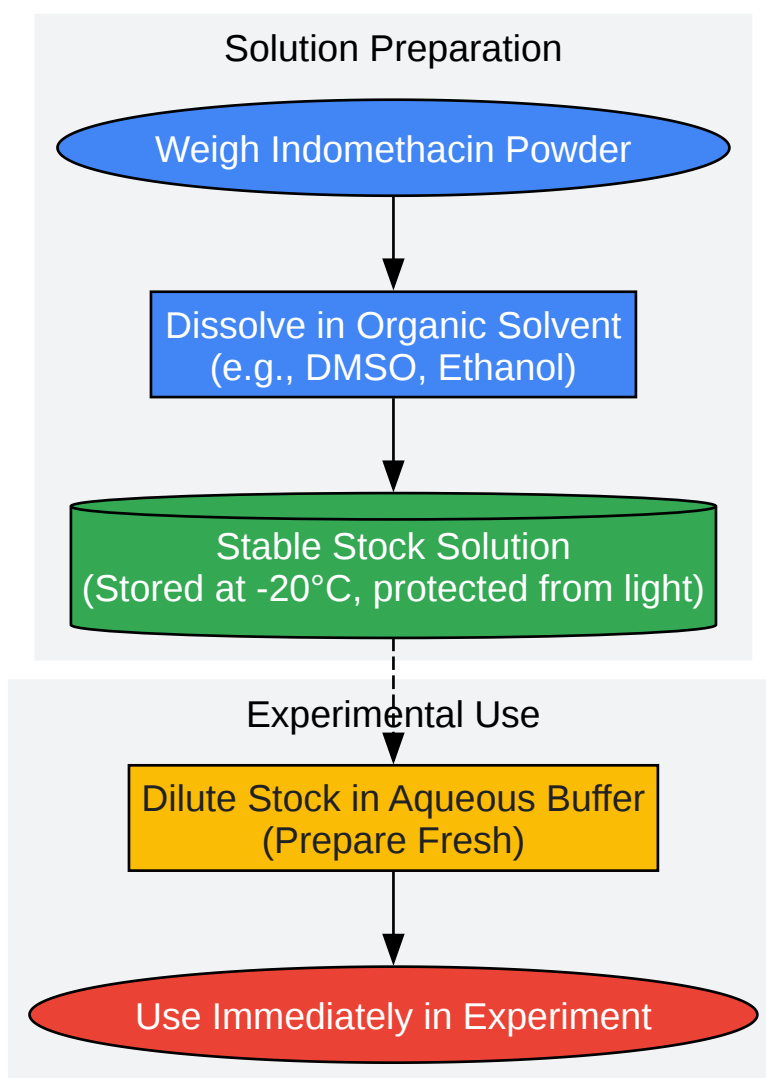 Solution Preparation
Weigh Indomethacin Powder
Dissolve in Organic Solvent
(e.g., DMSO, Ethanol)
Stable Stock Solution
(Stored at -20°C, protected from light)
Experimental Use
Dilute Stock in Aqueous Buffer
(Prepare Fresh)
Use Immediately in Experiment